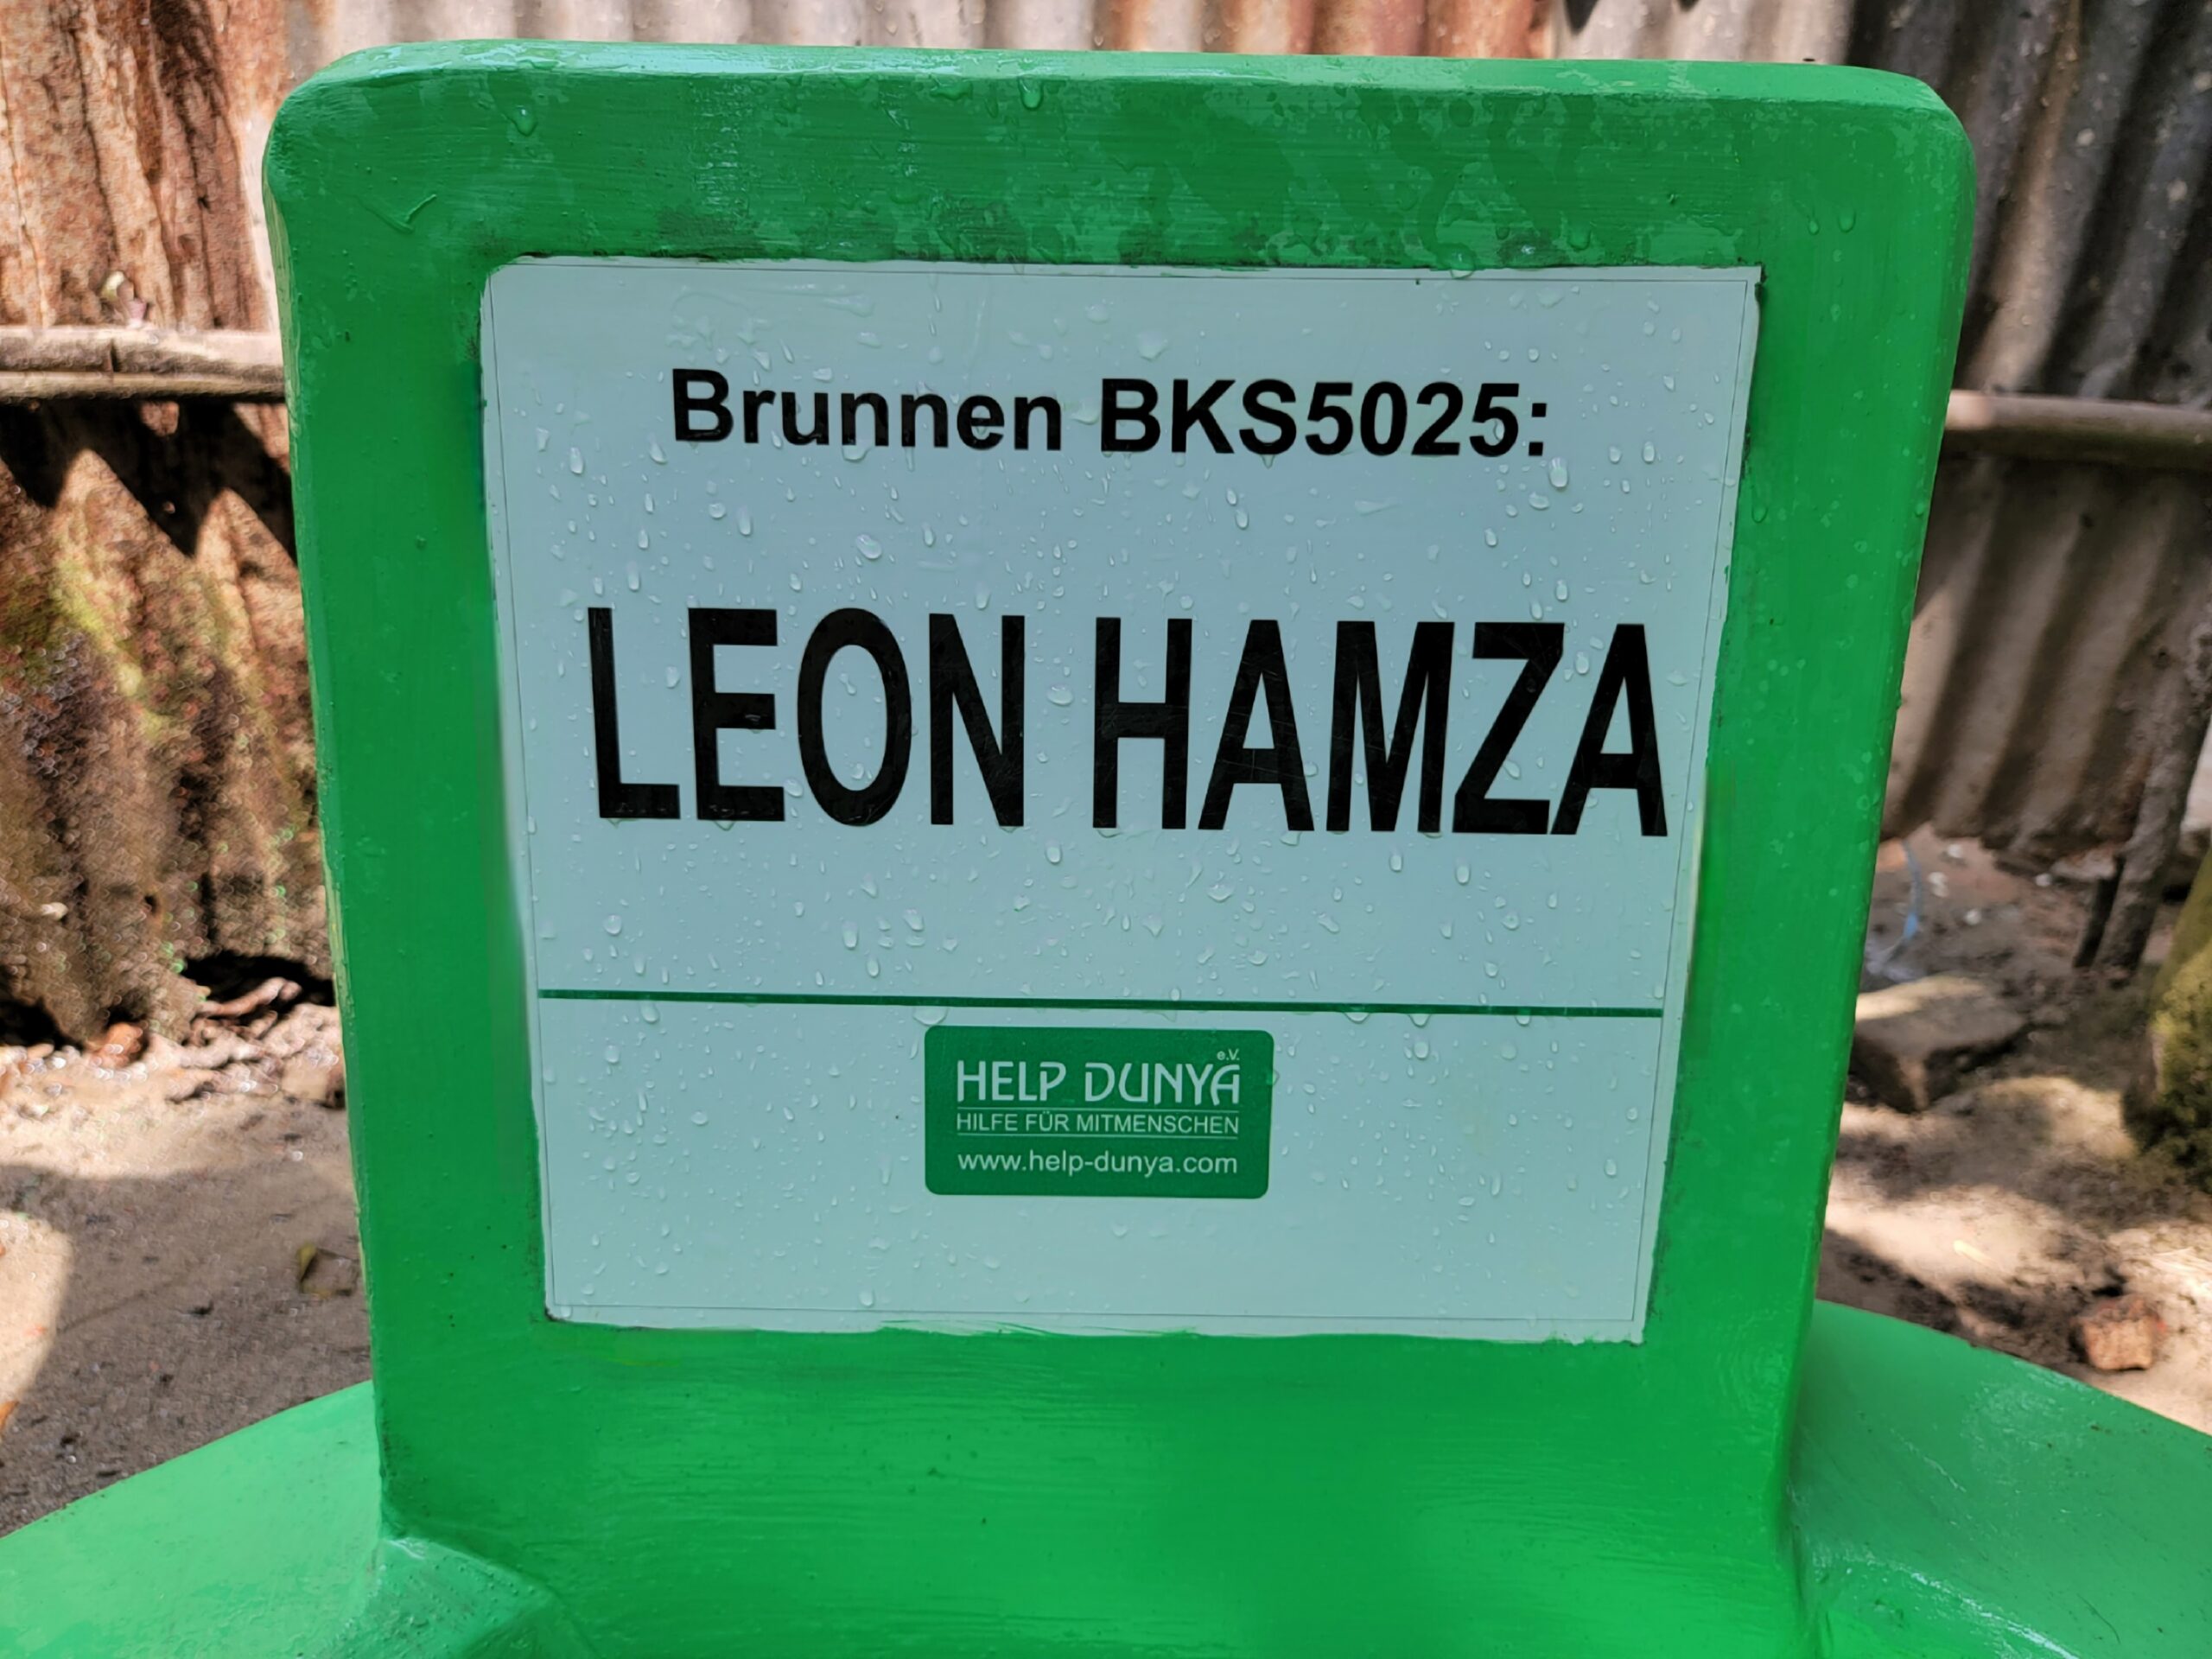 Brunnen BKS5025:
LEON HAMZA
HELP DUNYA e.V.
HILFE FÜR MITMENSCHEN
www.help-dunya.com